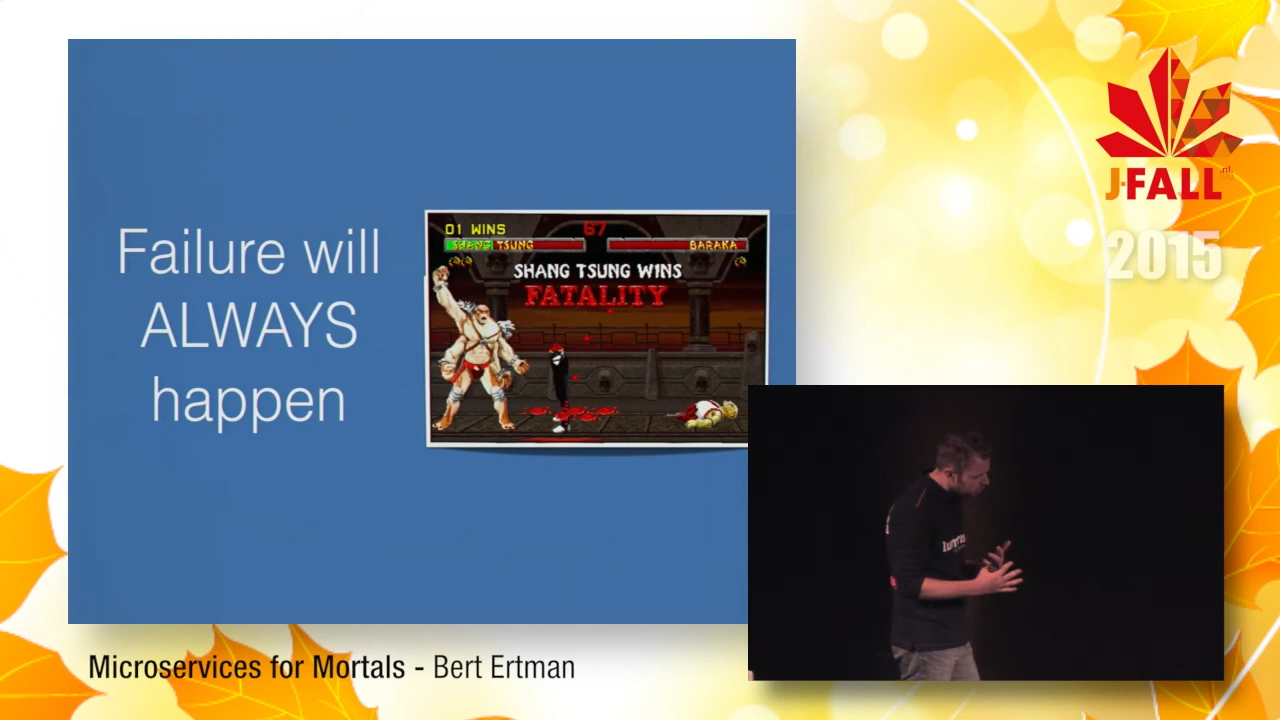 Failure will
ALWAYS
happen
01 WINS
67
SHANG TSUNG
BARAKA
SHANG TSUNG WINS
FATALITY
J-FALL
2015
Microservices for Mortals - Bert Ertman